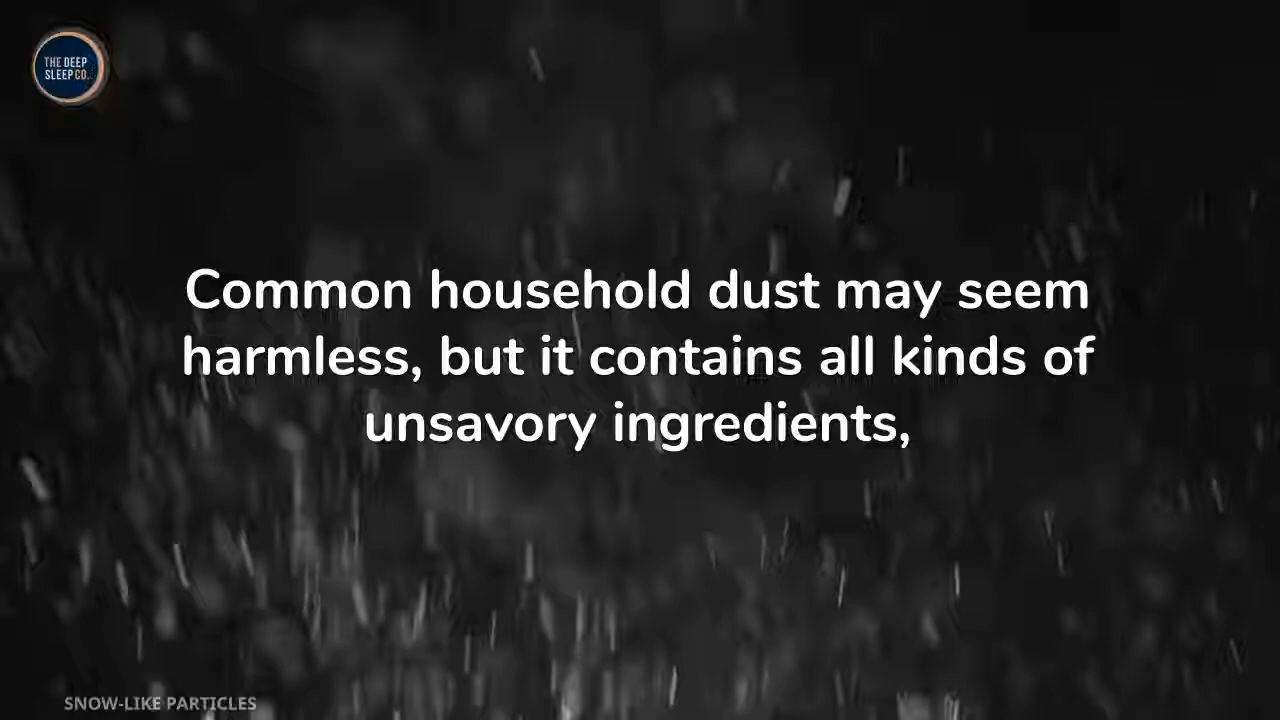 THE DEEP
SLEEP CO.
Common household dust may seem
harmless, but it contains all kinds of
unsavory ingredients,
SNOW-LIKE PARTICLES